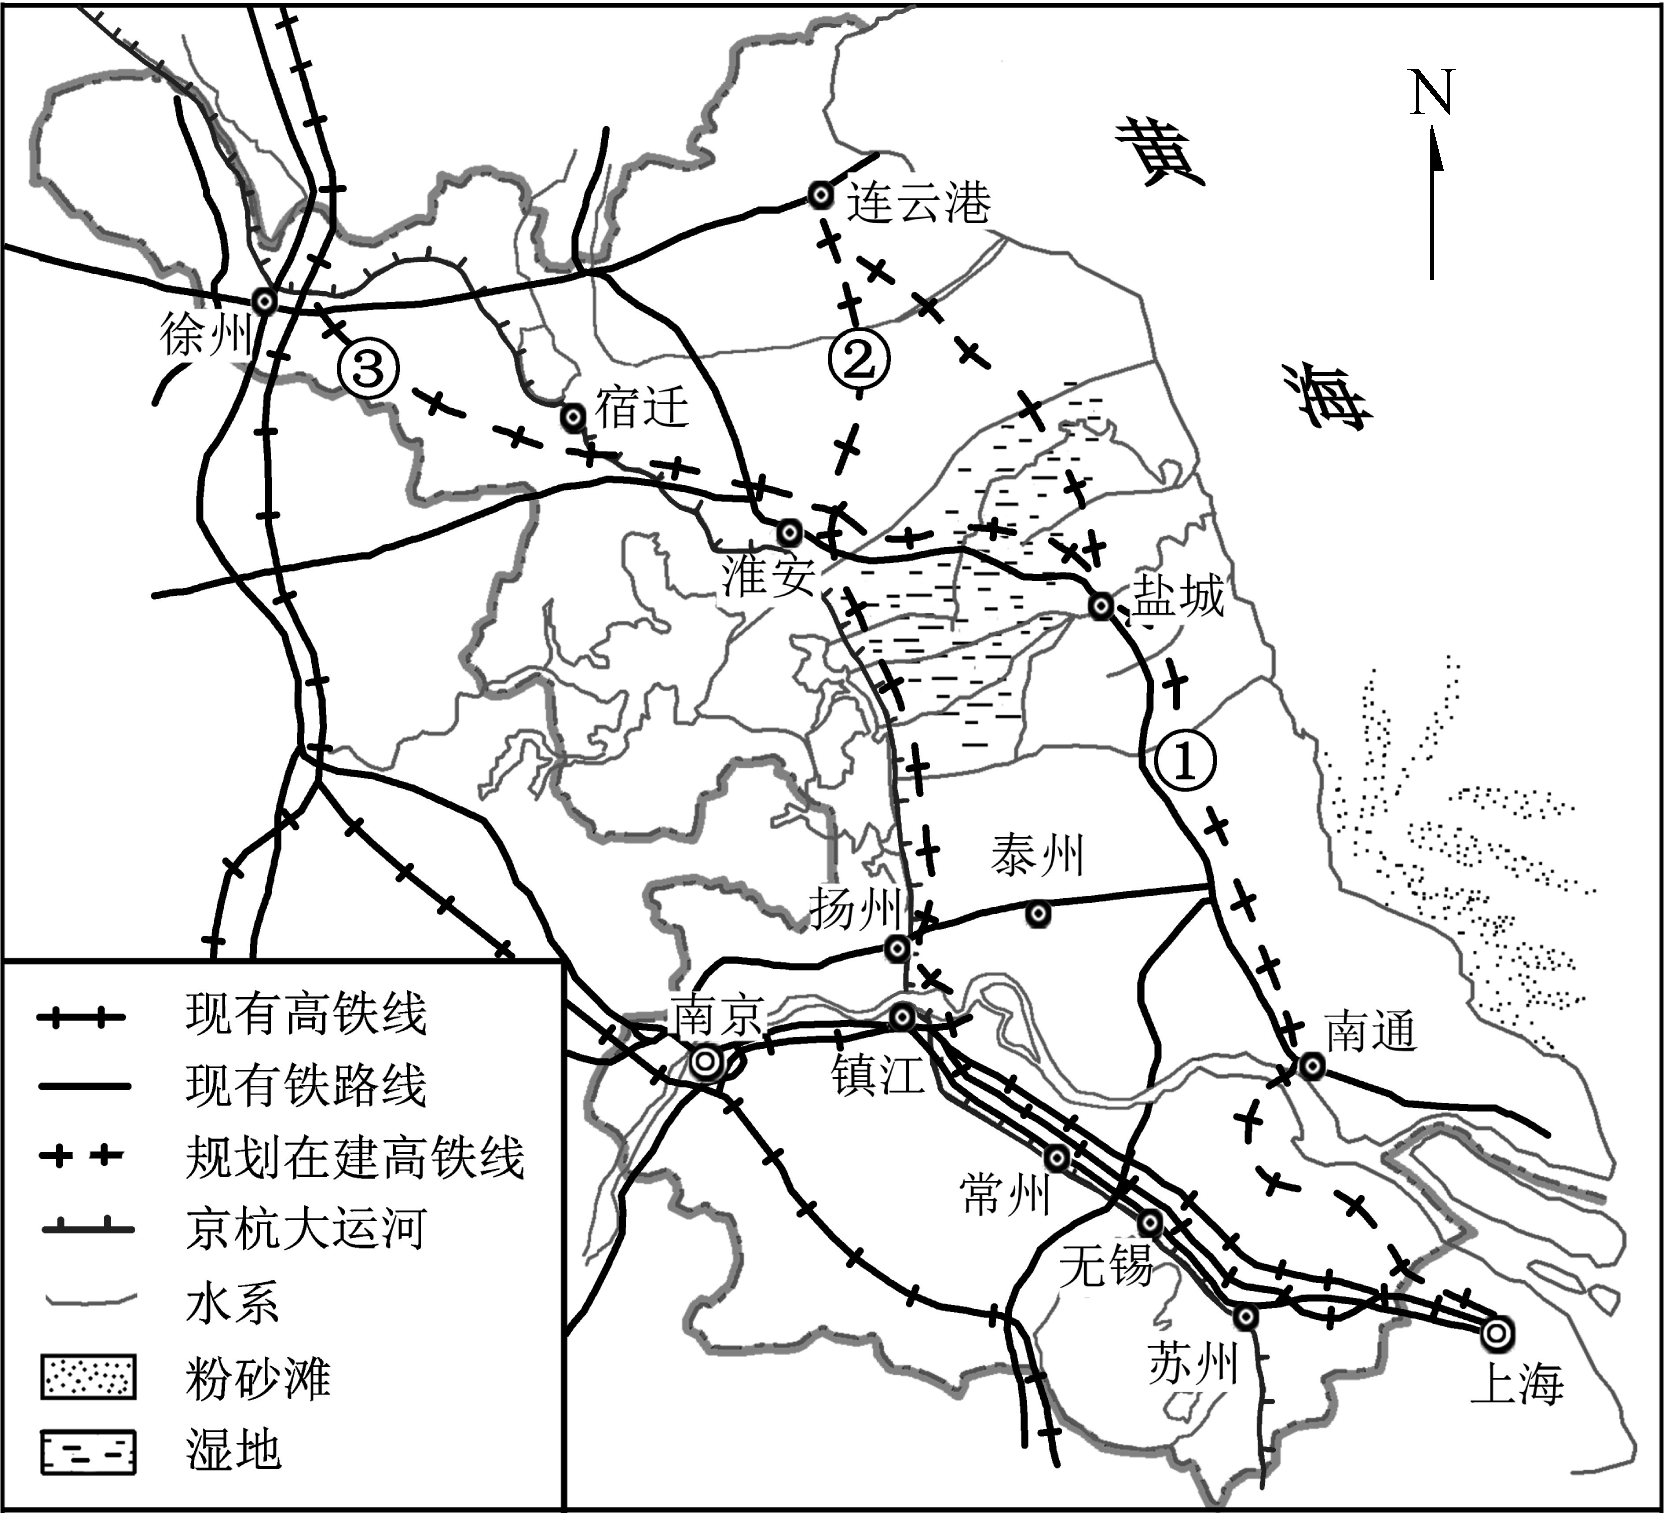 N
黄
海
连云港
徐州
③
②
宿迁
淮安
盐城
①
泰州
扬州
南京
南通
镇江
常州
无锡
苏州
上海
现有高铁线
现有铁路线
规划在建高铁线
京杭大运河
水系
粉砂滩
湿地